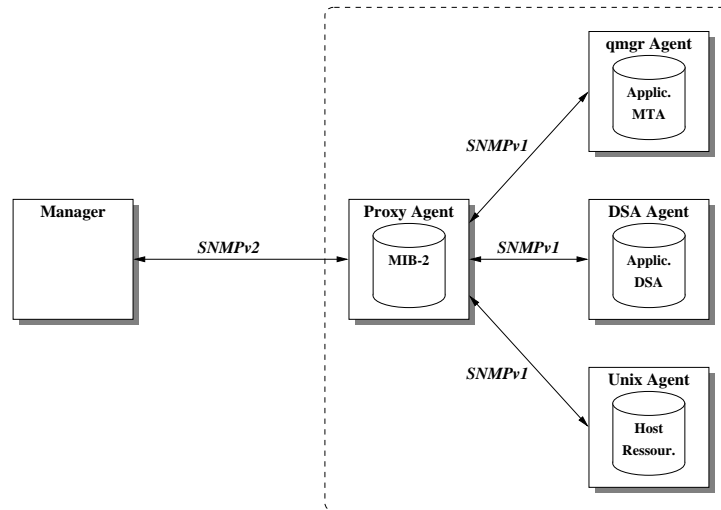 qmgr Agent
Applic.
MTA
SNMPv1
Manager
SNMPv2
Proxy Agent
MIB-2
SNMPv1
DSA Agent
Applic.
DSA
SNMPv1
Unix Agent
Host
Ressour.